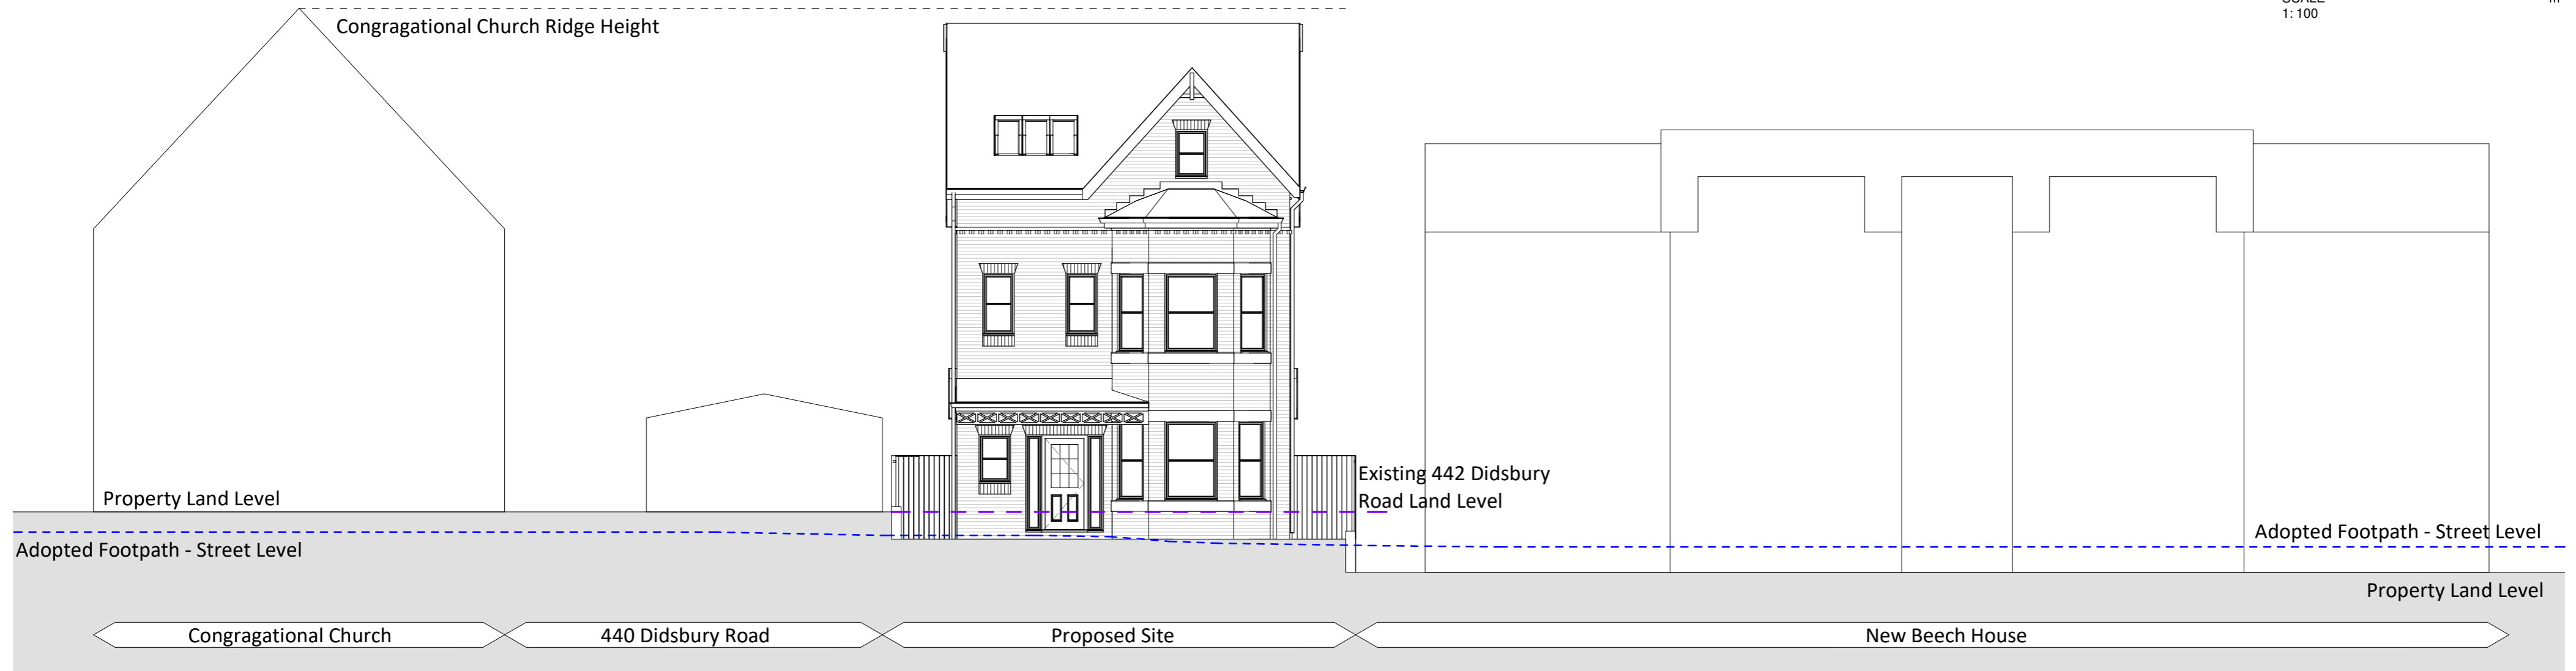 Congragational Church Ridge Height
1: 100
Existing 442 Didsbury
Road Land Level
Property Land Level
Adopted Footpath - Street Level
Adopted Footpath - Street Level
Property Land Level
Congragational Church
440 Didsbury Road
Proposed Site
New Beech House